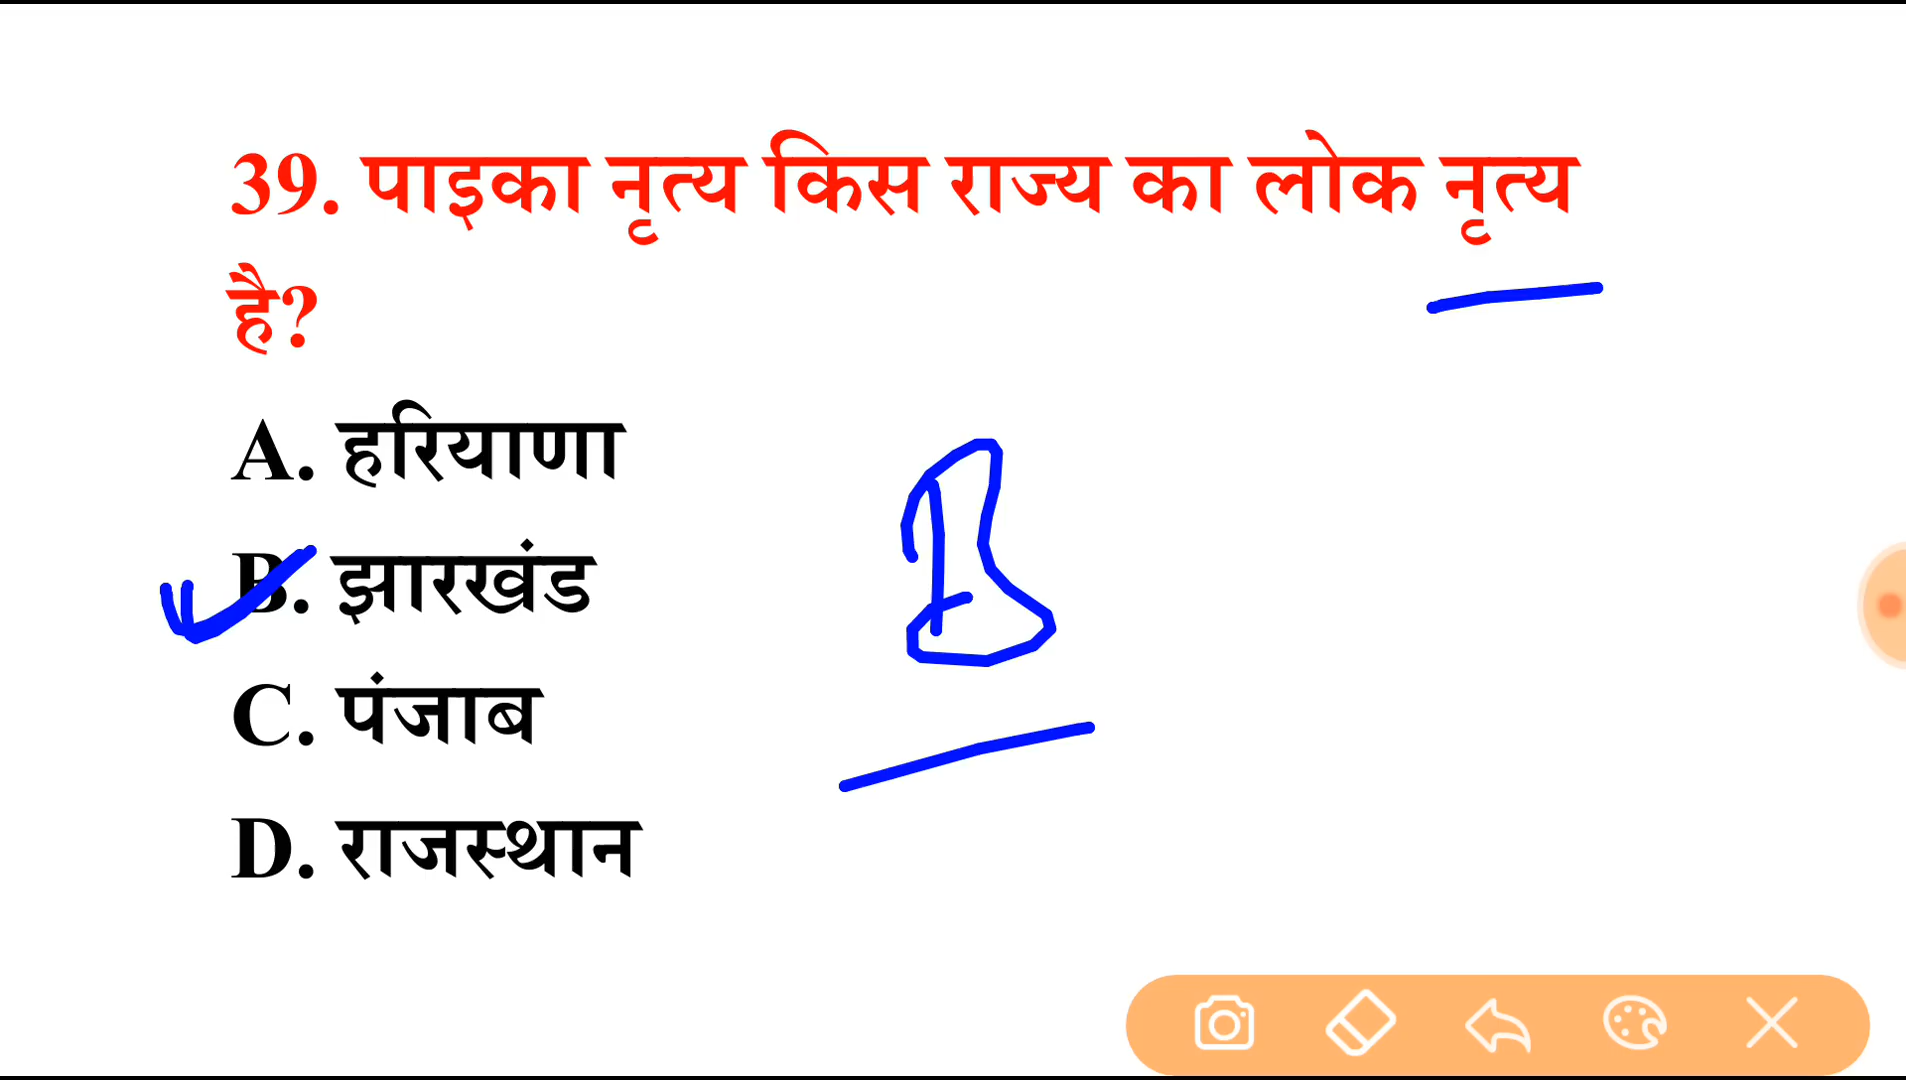 39. पाइका नृत्य किस राज्य का लोक नृत्य
है?
A. हरियाणा
B. झारखंड
B
C. पंजाब
D. राजस्थान